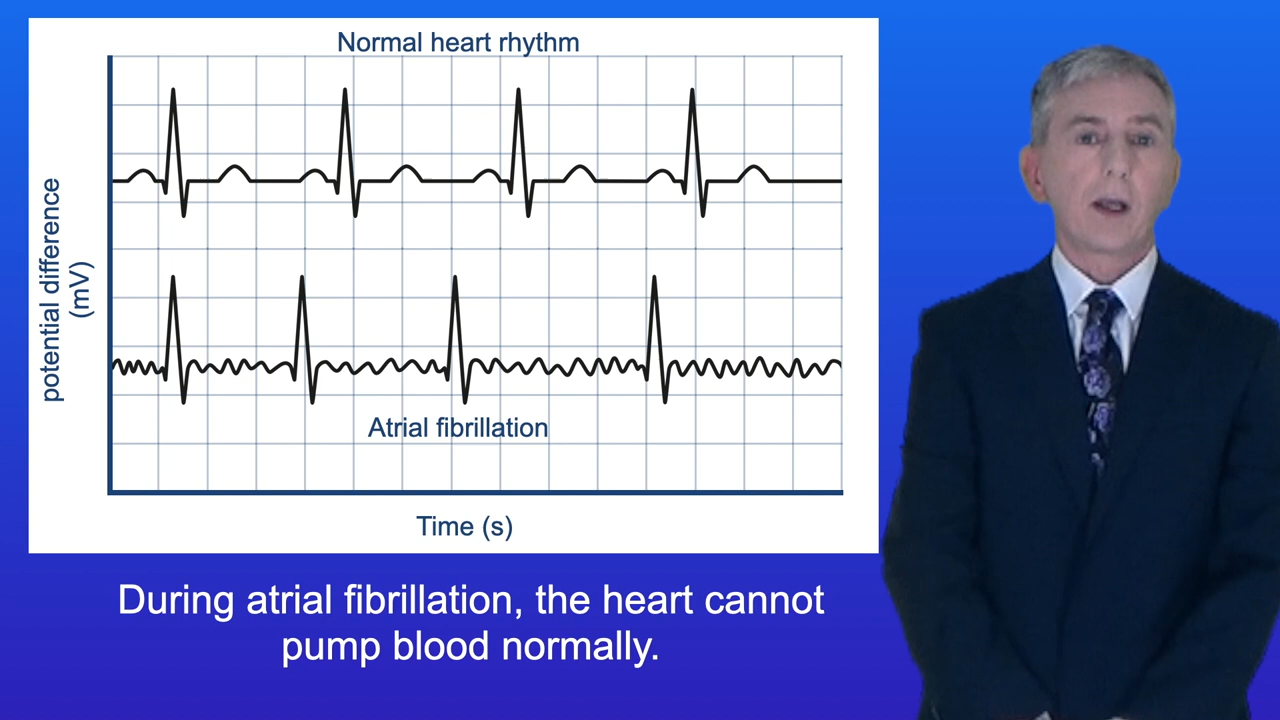 Normal heart rhythm
potential difference
(mV)
Atrial fibrillation
Time (s)
During atrial fibrillation, the heart cannot
pump blood normally.